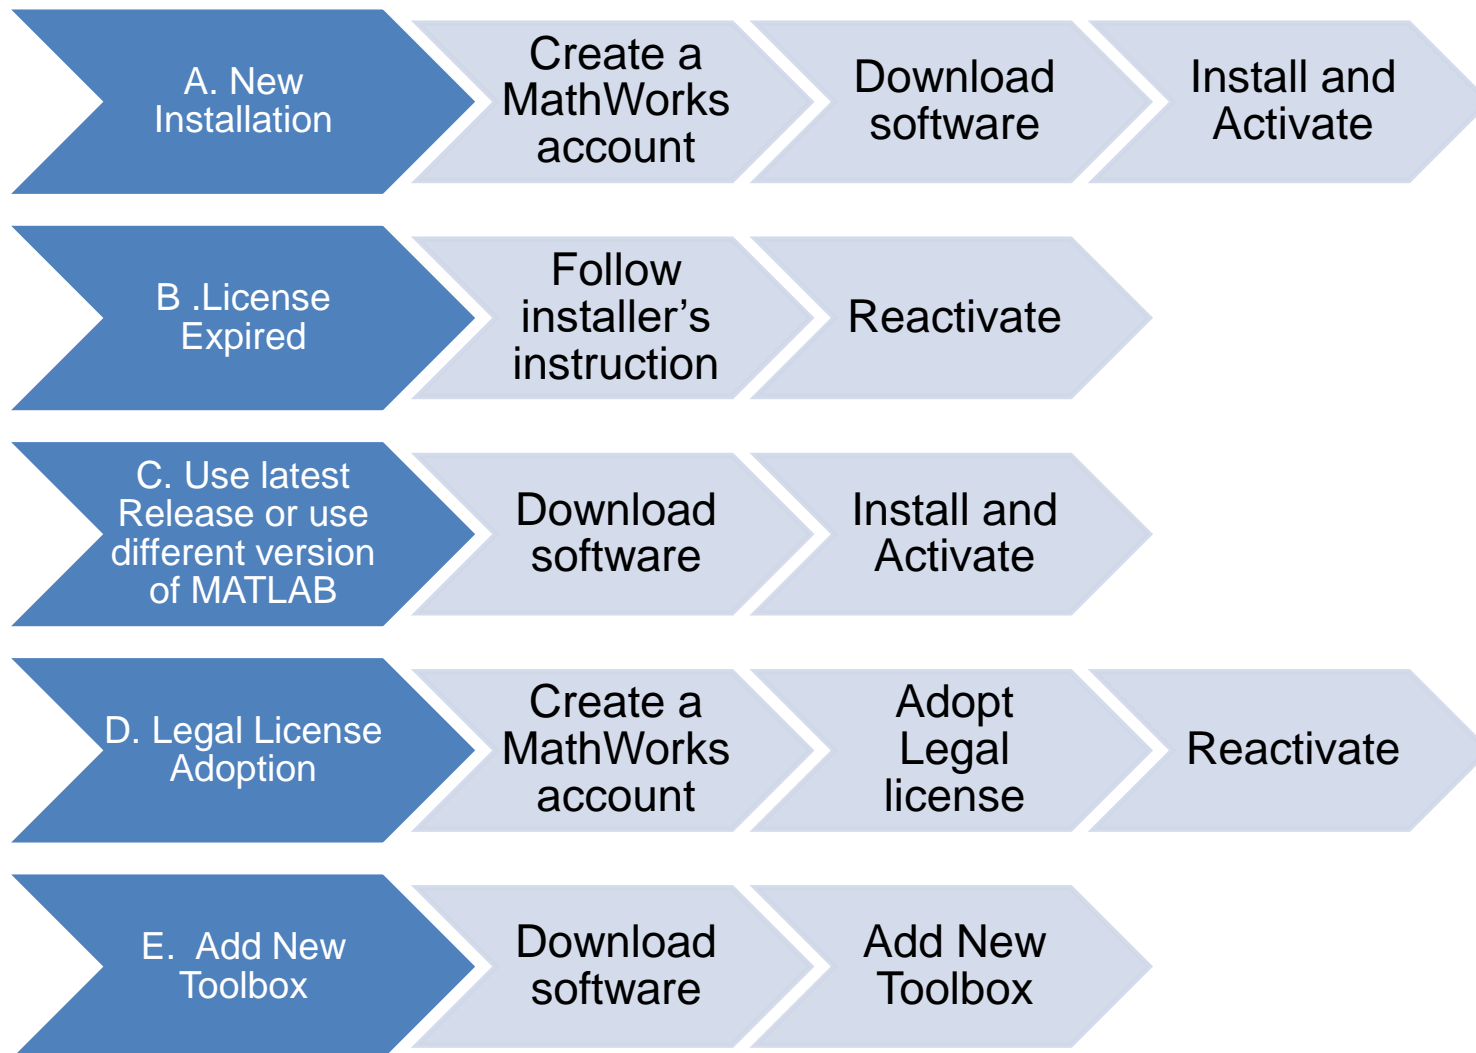 A. New
Installation
Create a
MathWorks
account
Download
software
Install and
Activate
B .License
Expired
Follow
installer’s
instruction
Reactivate
C. Use latest
Release or use
different version
of MATLAB
Download
software
Install and
Activate
D. Legal License
Adoption
Create a
MathWorks
account
Adopt
Legal
license
Reactivate
E.  Add New
Toolbox
Download
software
Add New
Toolbox